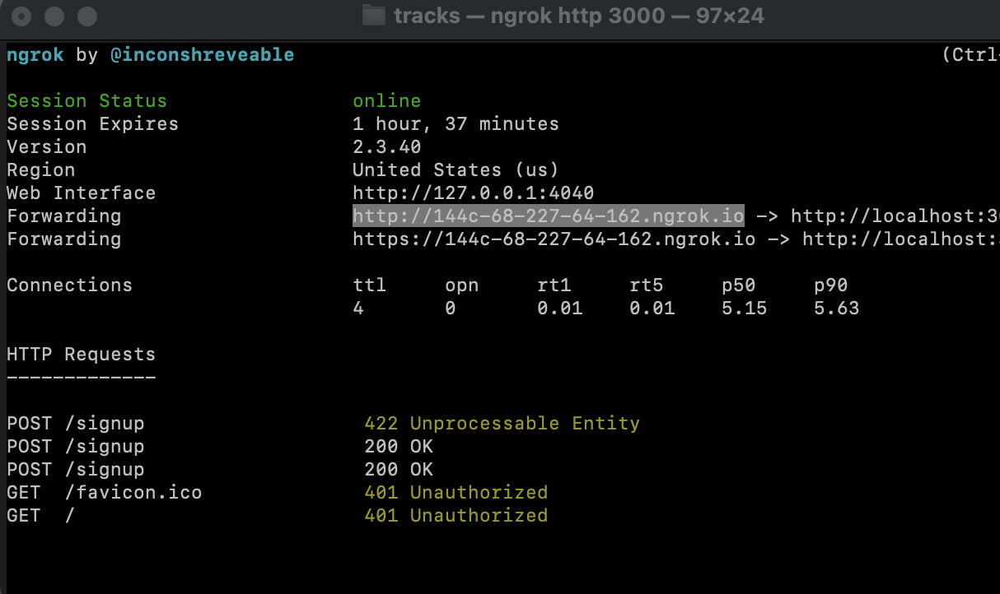 tracks — ngrok http 3000 — 97×24
ngrok by @inconshreveable (Ctrl-
Session Status online
Session Expires 1 hour, 37 minutes
Version 2.3.40
Region United States (us)
Web Interface http://127.0.0.1:4040
Forwarding http://144c-68-227-64-162.ngrok.io -> http://localhost:30
Forwarding https://144c-68-227-64-162.ngrok.io -> http://localhost:
Connections ttl opn rt1 rt5 p50 p90
4 0 0.01 0.01 5.15 5.63
HTTP Requests
-------------
POST /signup 422 Unprocessable Entity
POST /signup 200 OK
POST /signup 200 OK
GET /favicon.ico 401 Unauthorized
GET / 401 Unauthorized